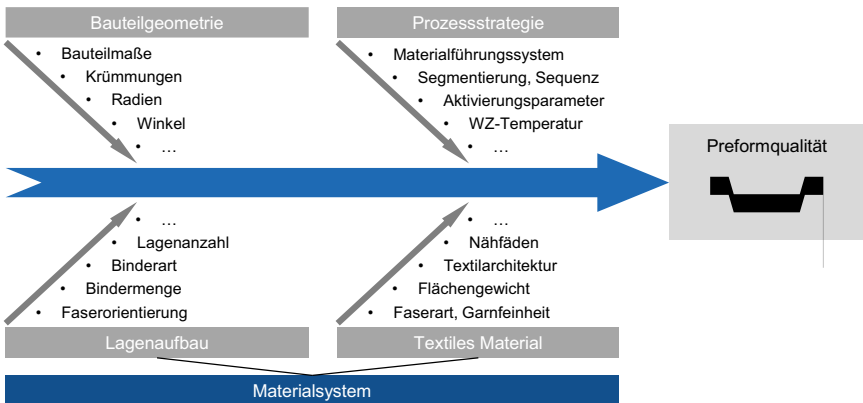 Bauteilgeometrie
• Bauteilmaße
• Krümmungen
• Radien
• Winkel
• …
Prozessstrategie
• Materialführungssystem
• Segmentierung, Sequenz
• Aktivierungsparameter
• WZ-Temperatur
• …
Preformqualität
• …
• Lagenanzahl
• Binderart
• Bindermenge
• Faserorientierung
Lagenaufbau
• …
• Nähfäden
• Textilarchitektur
• Flächengewicht
• Faserart, Garnfeinheit
Textiles Material
Materialsystem